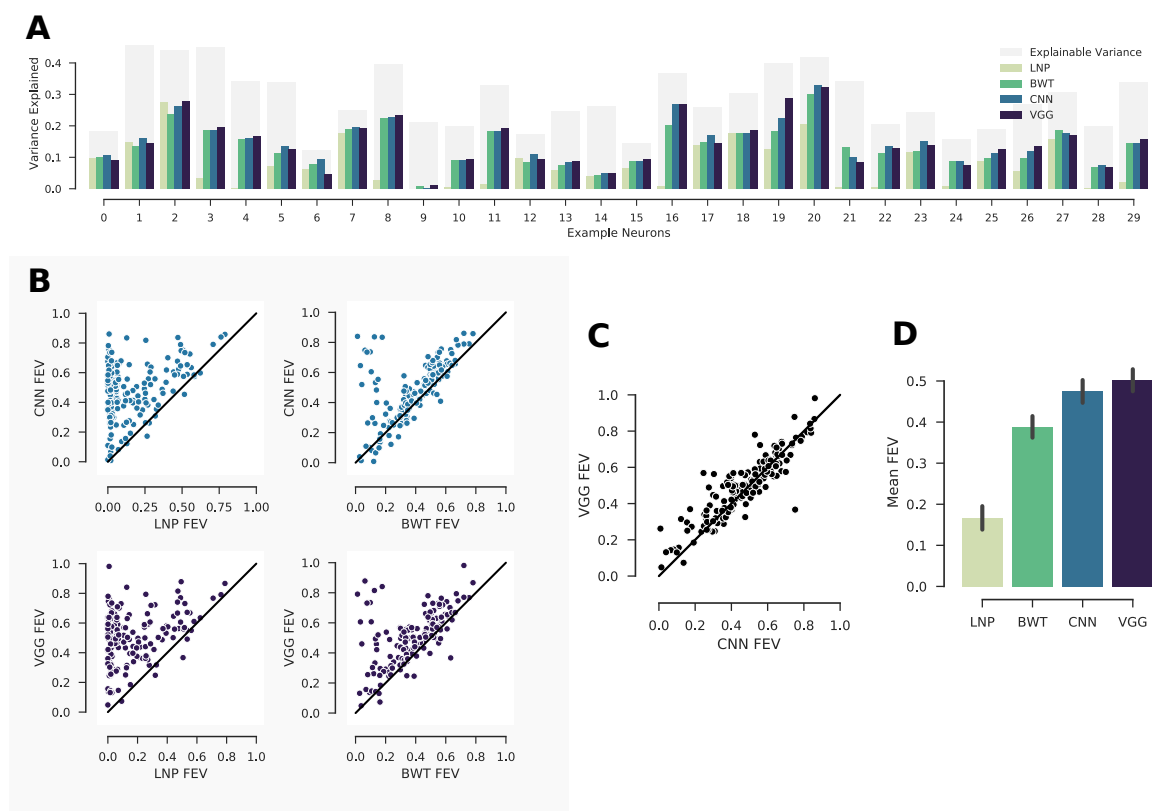 A
Variance Explained
0.4
0.3
0.2
0.1
0.0
Explainable Variance
LNP
BWT
CNN
VGG
0 1 2 3 4 5 6 7 8 9 10 11 12 13 14 15 16 17 18 19 20 21 22 23 24 25 26 27 28 29
Example Neurons
B
CNN FEV
1.0
0.8
0.6
0.4
0.2
0.0
0.00 0.25 0.50 0.75 1.00
LNP FEV
CNN FEV
1.0
0.8
0.6
0.4
0.2
0.0
0.0 0.2 0.4 0.6 0.8 1.0
BWT FEV
VGG FEV
1.0
0.8
0.6
0.4
0.2
0.0
0.0 0.2 0.4 0.6 0.8 1.0
LNP FEV
VGG FEV
1.0
0.8
0.6
0.4
0.2
0.0
0.0 0.2 0.4 0.6 0.8 1.0
BWT FEV
C
VGG FEV
1.0
0.8
0.6
0.4
0.2
0.0
0.0 0.2 0.4 0.6 0.8 1.0
CNN FEV
D
Mean FEV
0.5
0.4
0.3
0.2
0.1
0.0
LNP BWT CNN VGG